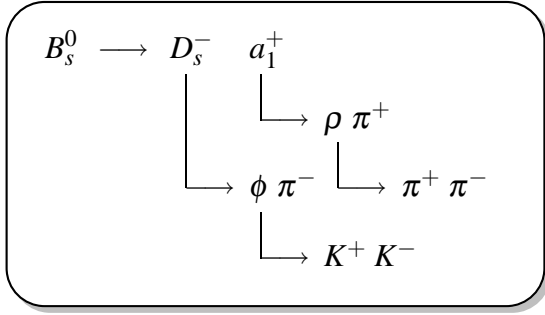 B_s^0 ⟶ D_s^- a_1^+
ρ π^+
ϕ π^- π^+ π^-
K^+ K^-